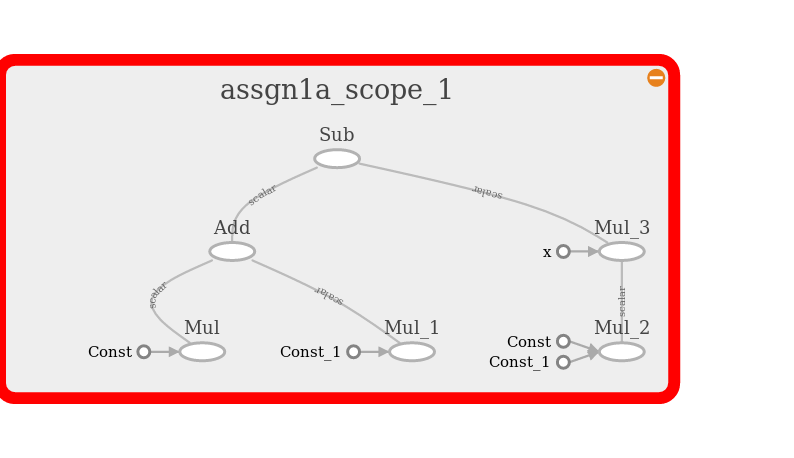 assgn1a_scope_1
Sub
scalar
scalar
Add
Mul_3
x
scalar
scalar
scalar
Mul
Mul_1
Mul_2
Const
Const_1
Const
Const_1